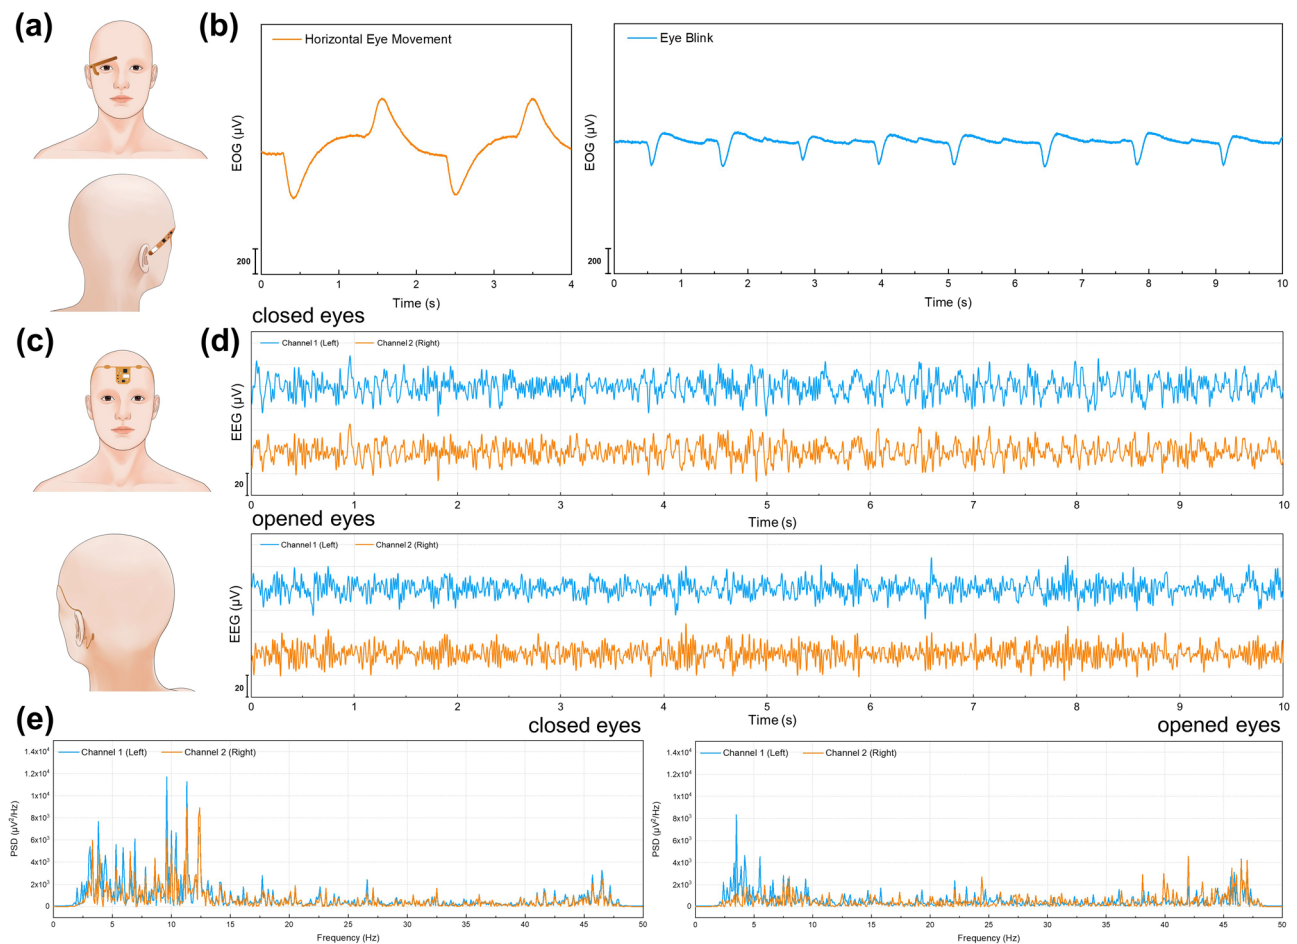 (a)
(b)
Horizontal Eye Movement
EOG (µV)
200
0 1 2 3 4
Time (s)
Eye Blink
EOG (µV)
200
0 1 2 3 4 5 6 7 8 9 10
Time (s)
(c)
(d)
closed eyes
Channel 1 (Left) Channel 2 (Right)
EEG (µV)
20
0 1 2 3 4 5 6 7 8 9 10
Time (s)
opened eyes
Channel 1 (Left) Channel 2 (Right)
EEG (µV)
20
0 1 2 3 4 5 6 7 8 9 10
Time (s)
(e)
closed eyes
Channel 1 (Left) Channel 2 (Right)
PSD (µV²/Hz)
1.4x10⁴
1.2x10⁴
1x10⁴
8x10³
6x10³
4x10³
2x10³
0
0 5 10 15 20 25 30 35 40 45 50
Frequency (Hz)
opened eyes
Channel 1 (Left) Channel 2 (Right)
PSD (µV²/Hz)
1.4x10⁴
1.2x10⁴
1x10⁴
8x10³
6x10³
4x10³
2x10³
0
0 5 10 15 20 25 30 35 40 45 50
Frequency (Hz)